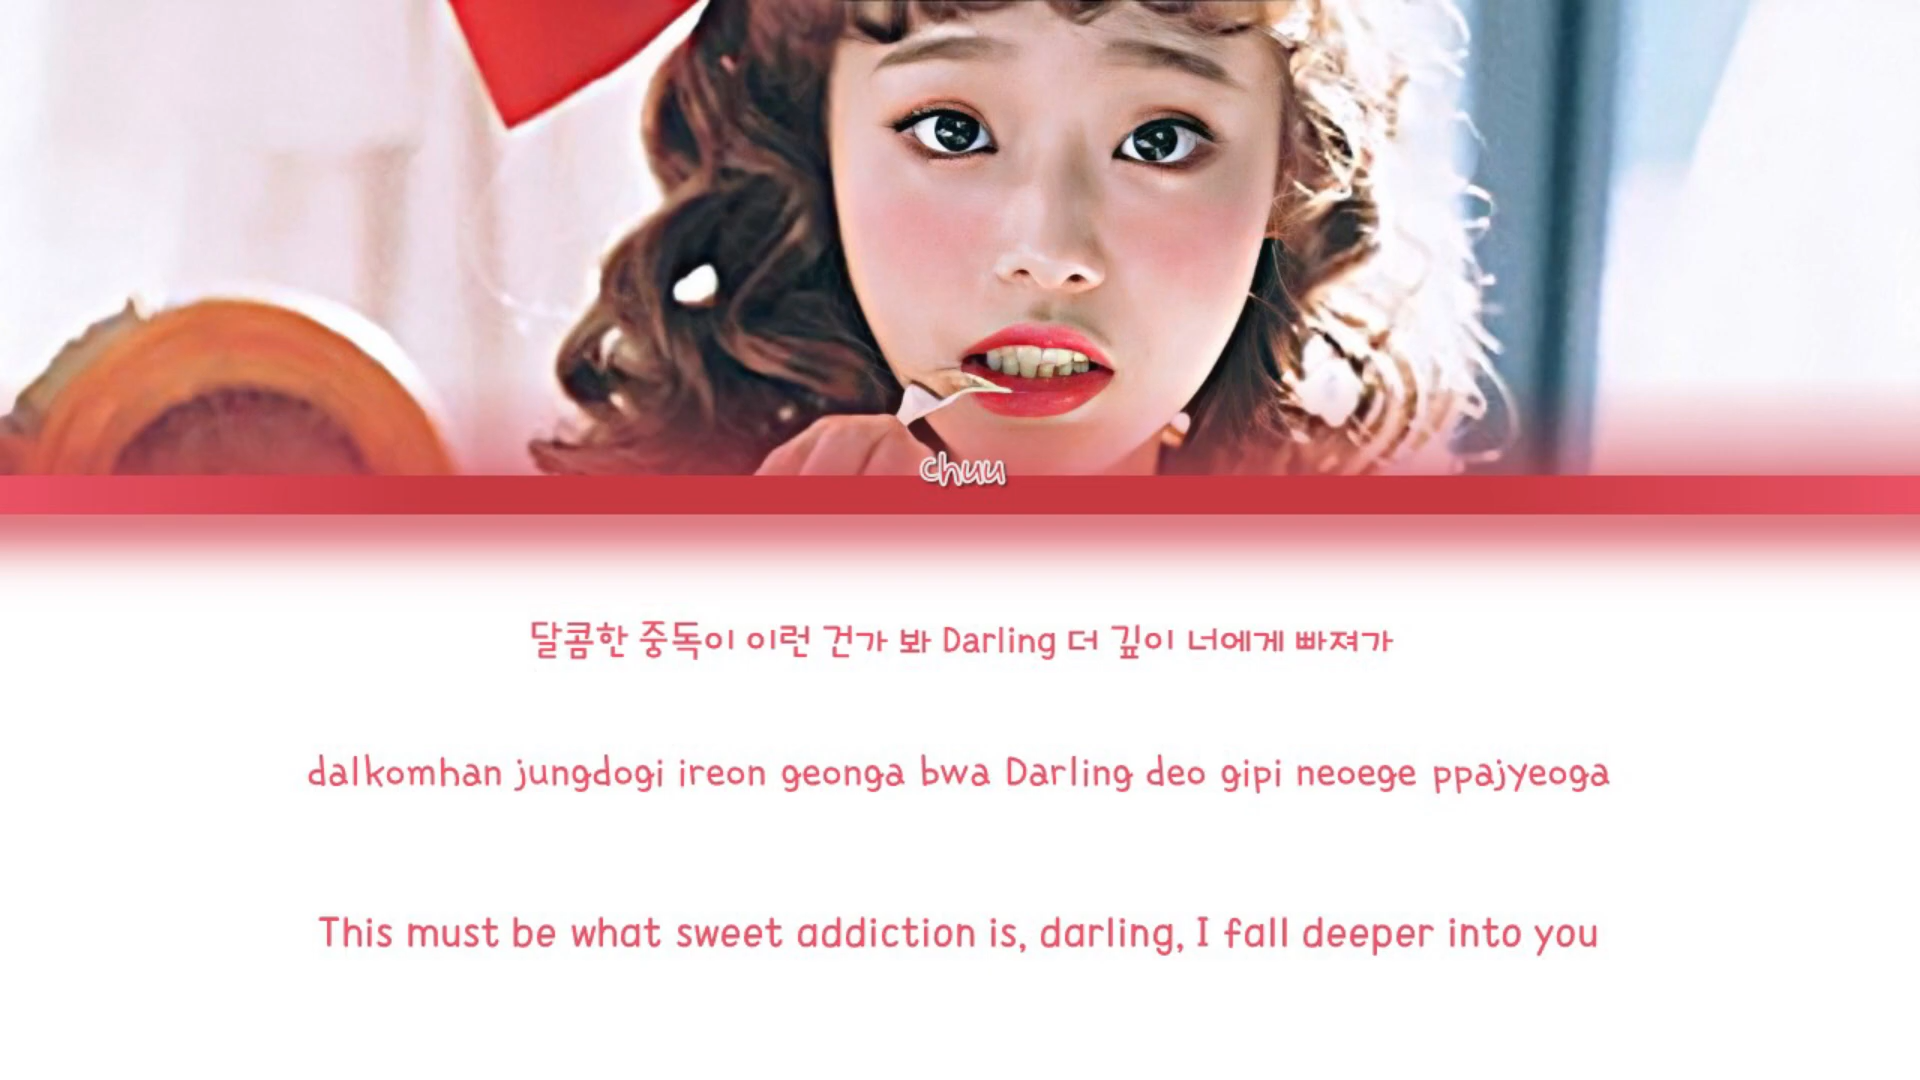 chuu
달콤한 중독이 이런 건가 봐 Darling 더 깊이 너에게 빠져가
dalkomhan jungdogi ireon geonga bwa Darling deo gipi neoege ppajyeoga
This must be what sweet addiction is, darling, I fall deeper into you